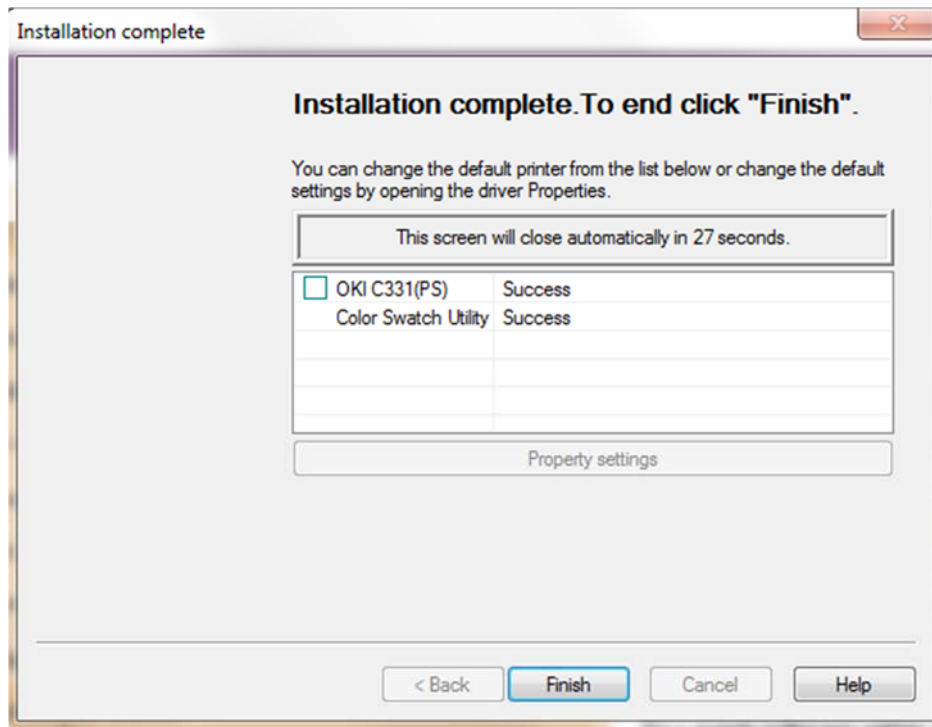 Installation complete
Installation complete.To end click "Finish".
You can change the default printer from the list below or change the default
settings by opening the driver Properties.
This screen will close automatically in 27 seconds.
OKI C331(PS) Success
Color Swatch Utility Success
Property settings
< Back Finish Cancel Help